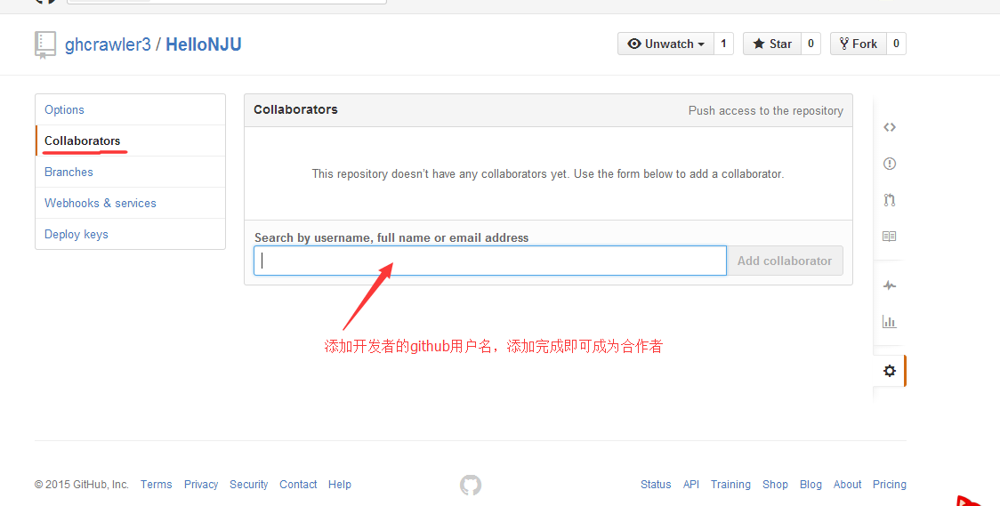 ghcrawler3 / HelloNJU
Unwatch 1 Star 0 Fork 0
Options
Collaborators
Branches
Webhooks & services
Deploy keys
Collaborators Push access to the repository
This repository doesn't have any collaborators yet. Use the form below to add a collaborator.
Search by username, full name or email address
Add collaborator
添加开发者的github用户名，添加完成即可成为合作者
© 2015 GitHub, Inc. Terms Privacy Security Contact Help
Status API Training Shop Blog About Pricing